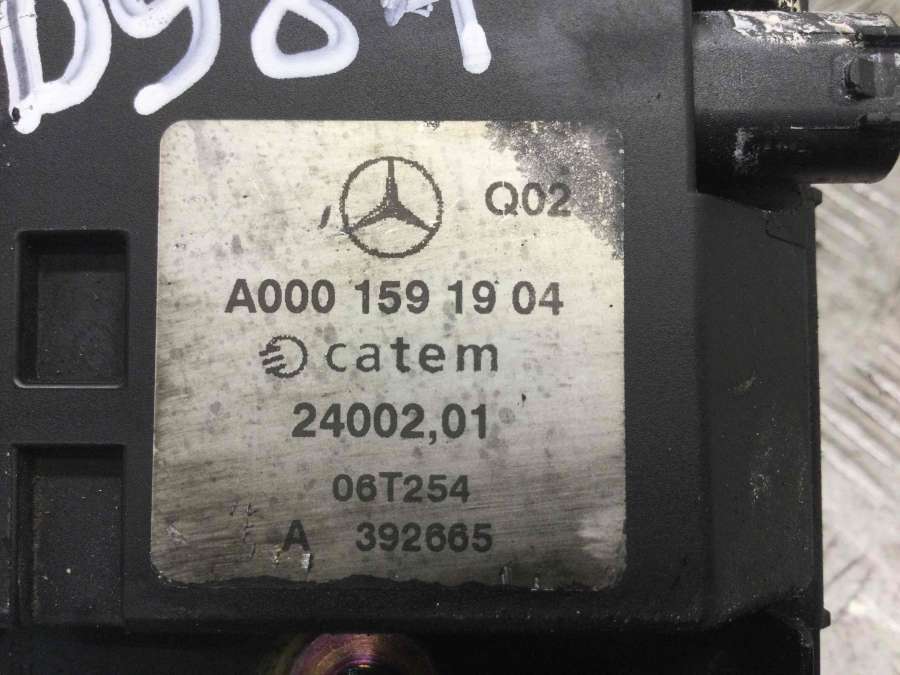 Q02
A000 159 19 04
catem
24002,01
06T254
A 392665